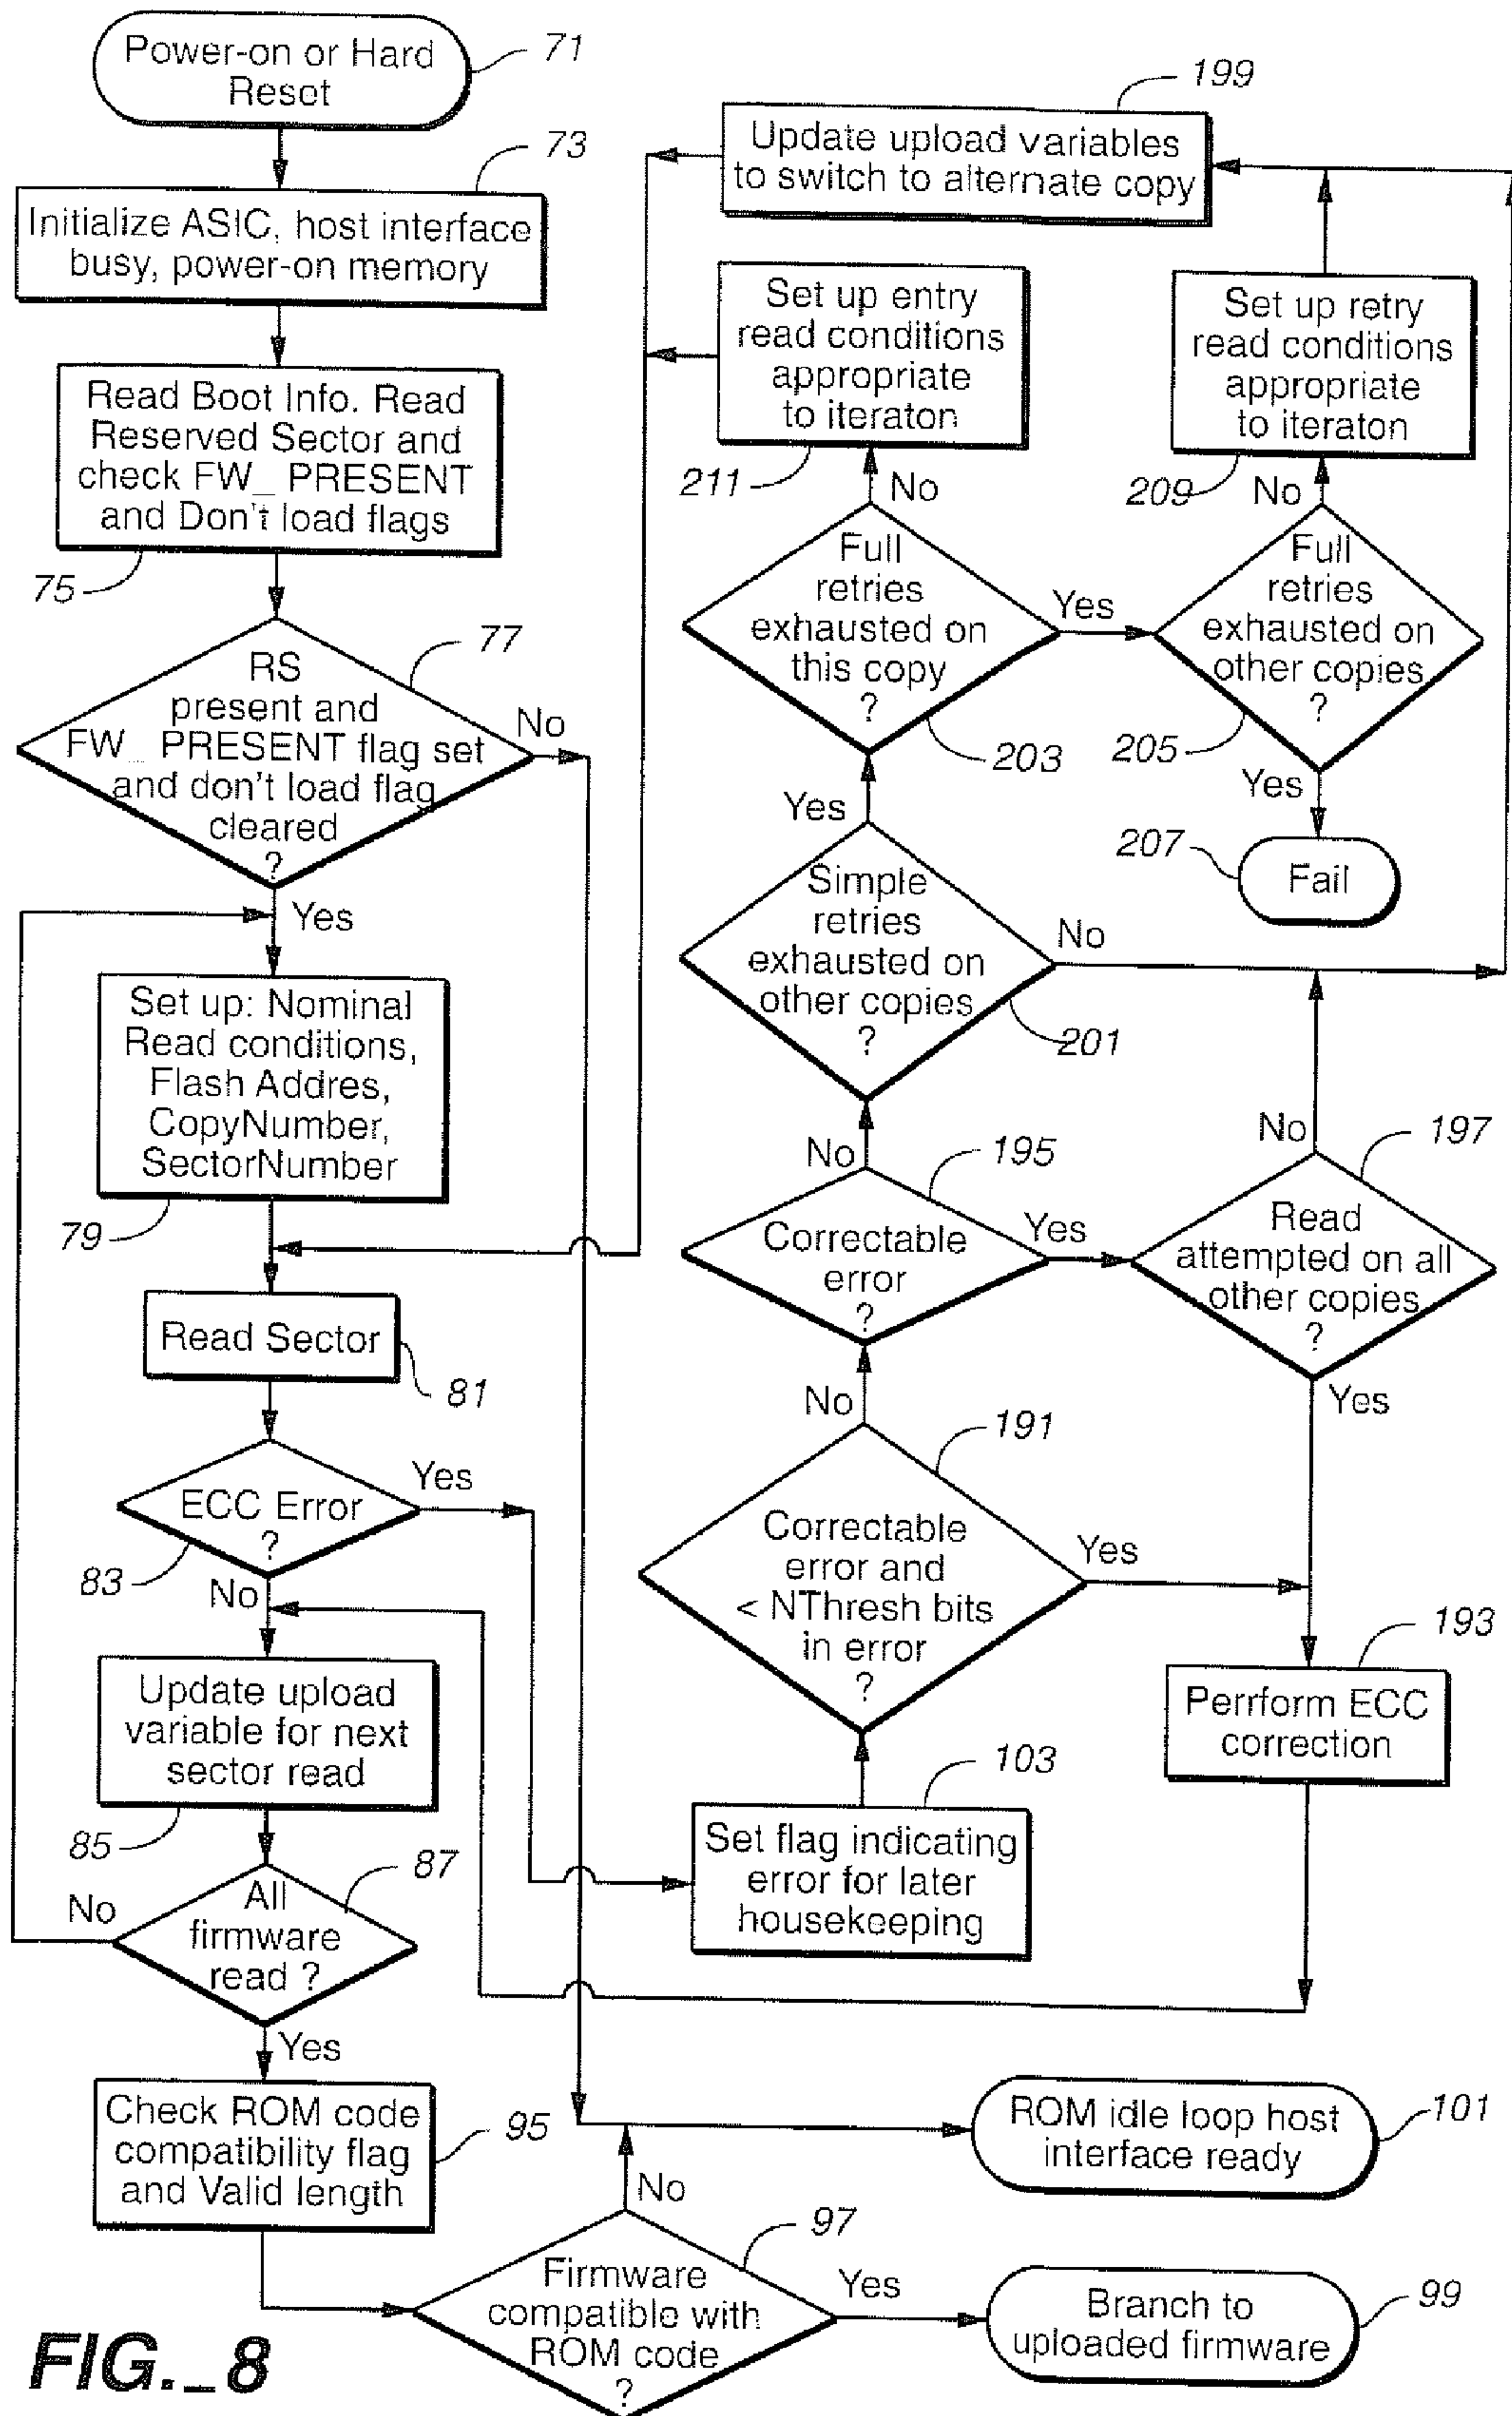 Power-on or Hard
Reset
71
73
Initialize ASIC, host interface
busy, power-on memory
Read Boot Info. Read
Reserved Sector and
check FW_ PRESENT
and Don't load flags
75
77
RS
present and
FW_ PRESENT flag set
and don't load flag
cleared
?
No
Yes
Set up: Nominal
Read conditions,
Flash Addres,
CopyNumber,
SectorNumber
79
Read Sector
81
ECC Error
?
Yes
83
No
Update upload
variable for next
sector read
85
87
All
firmware
read ?
No
Yes
Check ROM code
compatibility flag
and Valid length
95
97
Firmware
compatible with
ROM code
?
No
Yes
199
Update upload variables
to switch to alternate copy
Set up entry
read conditions
appropriate
to iteraton
211
No
Set up retry
read conditions
appropriate
to iteraton
209
No
Full
retries
exhausted on
this copy
?
Yes
203
Full
retries
exhausted on
other copies
?
205
Yes
207
Fail
Yes
Simple
retries
exhausted on
other copies
?
No
201
No
195
Correctable
error
?
Yes
No
197
Read
attempted on all
other copies
?
Yes
No
191
Correctable
error and
< NThresh bits
in error
?
Yes
193
Perrform ECC
correction
103
Set flag indicating
error for later
housekeeping
ROM idle loop host
interface ready
101
Branch to
uploaded firmware
99
FIG._8